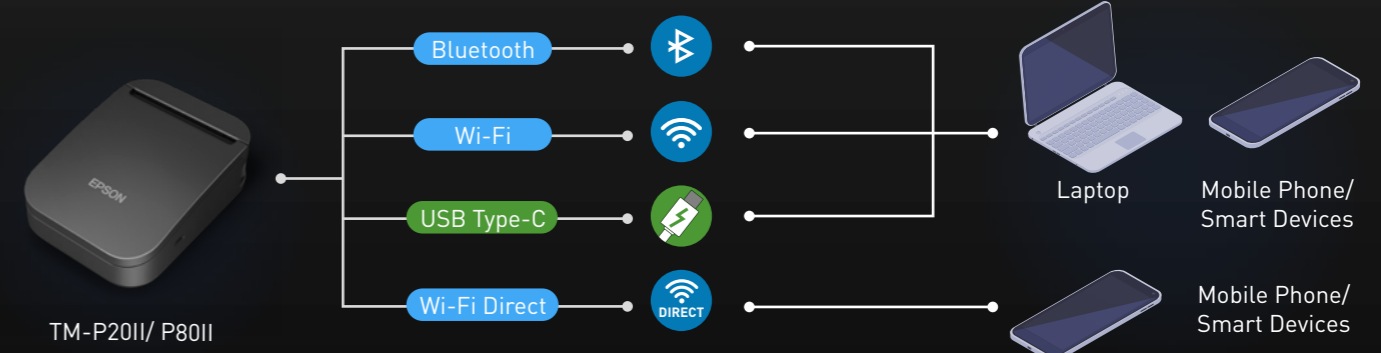 Bluetooth
Wi-Fi
USB Type-C
Wi-Fi Direct
DIRECT
EPSON
TM-P20II/ P80II
Laptop
Mobile Phone/
Smart Devices
Mobile Phone/
Smart Devices